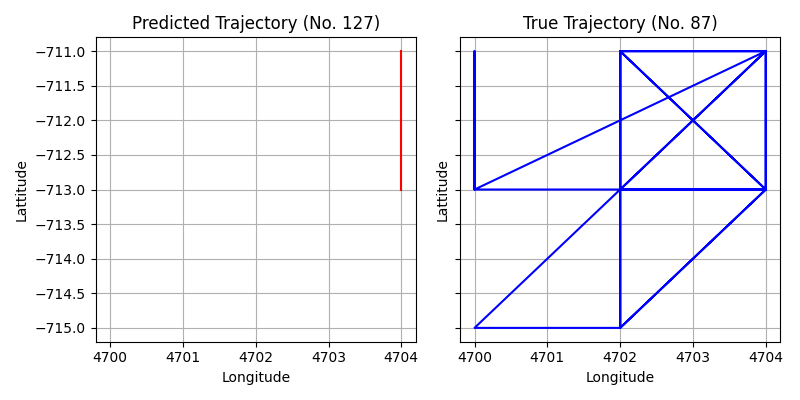 Predicted Trajectory (No. 127)
−711.0
−711.5
−712.0
−712.5
−713.0
−713.5
−714.0
−714.5
−715.0
Lattitude
4700 4701 4702 4703 4704
Longitude
True Trajectory (No. 87)
Lattitude
4700 4701 4702 4703 4704
Longitude